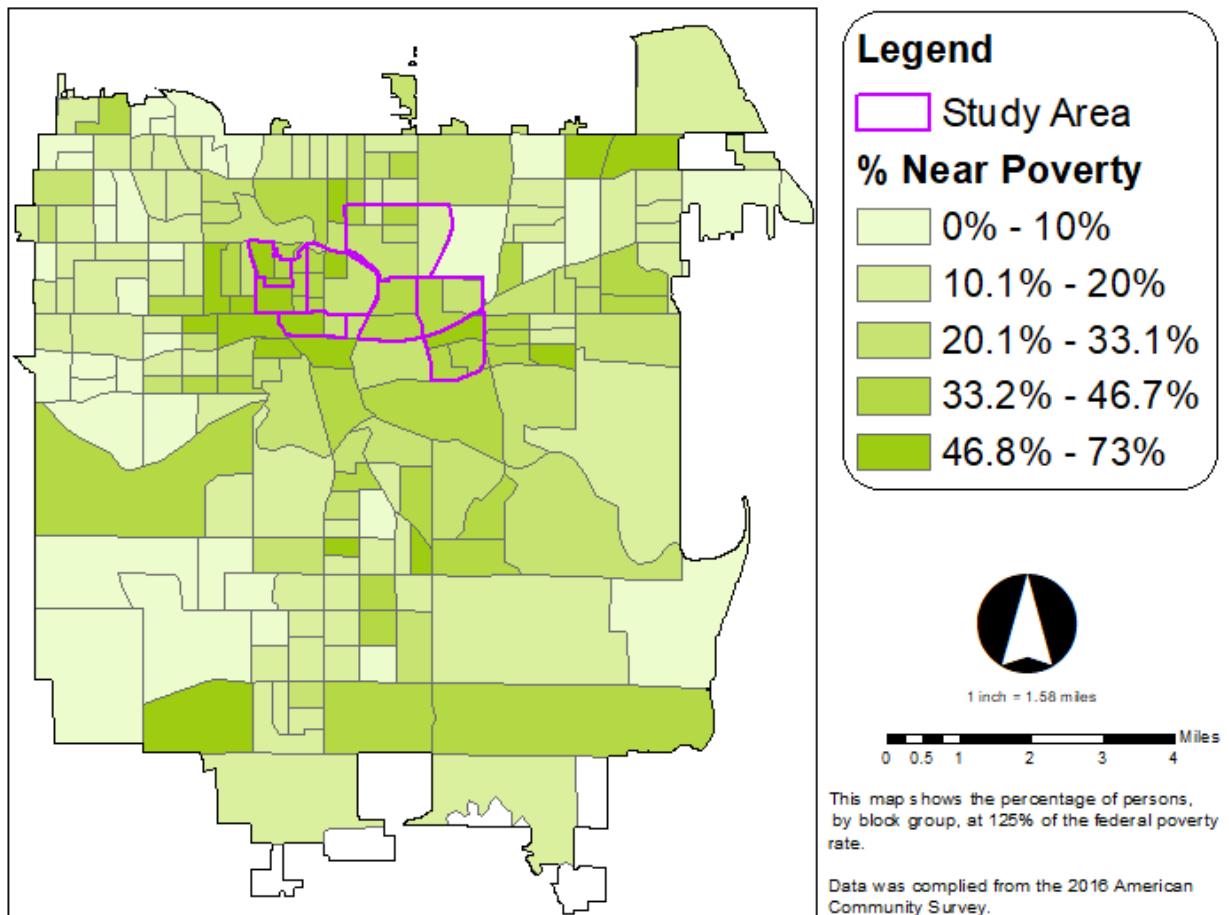 Legend
Study Area
% Near Poverty
0% - 10%
10.1% - 20%
20.1% - 33.1%
33.2% - 46.7%
46.8% - 73%
1 inch = 1.58 miles
Miles
0 0.5 1 2 3 4
This map shows the percentage of persons,
by block group, at 125% of the federal poverty
rate.
Data was complied from the 2016 American
Community Survey.